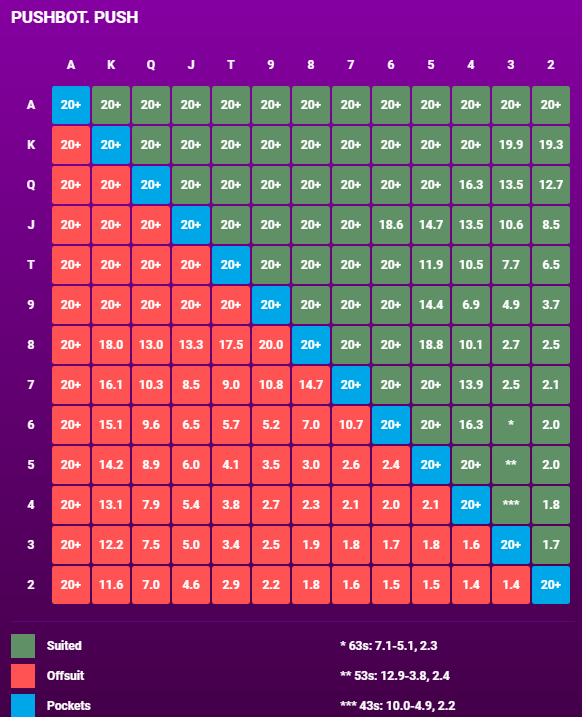 PUSHBOT. PUSH
A K Q J T 9 8 7 6 5 4 3 2
A 20+ 20+ 20+ 20+ 20+ 20+ 20+ 20+ 20+ 20+ 20+ 20+ 20+
K 20+ 20+ 20+ 20+ 20+ 20+ 20+ 20+ 20+ 20+ 20+ 19.9 19.3
Q 20+ 20+ 20+ 20+ 20+ 20+ 20+ 20+ 20+ 20+ 16.3 13.5 12.7
J 20+ 20+ 20+ 20+ 20+ 20+ 20+ 20+ 18.6 14.7 13.5 10.6 8.5
T 20+ 20+ 20+ 20+ 20+ 20+ 20+ 20+ 20+ 11.9 10.5 7.7 6.5
9 20+ 20+ 20+ 20+ 20+ 20+ 20+ 20+ 20+ 14.4 6.9 4.9 3.7
8 20+ 18.0 13.0 13.3 17.5 20.0 20+ 20+ 20+ 18.8 10.1 2.7 2.5
7 20+ 16.1 10.3 8.5 9.0 10.8 14.7 20+ 20+ 20+ 13.9 2.5 2.1
6 20+ 15.1 9.6 6.5 5.7 5.2 7.0 10.7 20+ 20+ 16.3 * 2.0
5 20+ 14.2 8.9 6.0 4.1 3.5 3.0 2.6 2.4 20+ 20+ ** 2.0
4 20+ 13.1 7.9 5.4 3.8 2.7 2.3 2.1 2.0 2.1 20+ *** 1.8
3 20+ 12.2 7.5 5.0 3.4 2.5 1.9 1.8 1.7 1.8 1.6 20+ 1.7
2 20+ 11.6 7.0 4.6 2.9 2.2 1.8 1.6 1.5 1.5 1.4 1.4 20+
Suited * 63s: 7.1-5.1, 2.3
Offsuit ** 53s: 12.9-3.8, 2.4
Pockets *** 43s: 10.0-4.9, 2.2